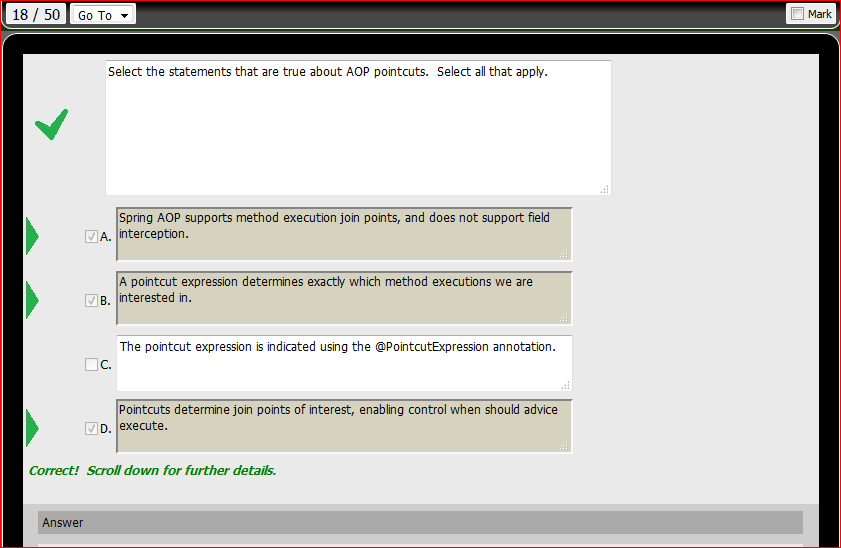 18 / 50 Go To Mark
Select the statements that are true about AOP pointcuts.  Select all that apply.
Spring AOP supports method execution join points, and does not support field
A. interception.
A pointcut expression determines exactly which method executions we are
B. interested in.
The pointcut expression is indicated using the @PointcutExpression annotation.
C.
Pointcuts determine join points of interest, enabling control when should advice
D. execute.
Correct!  Scroll down for further details.
Answer